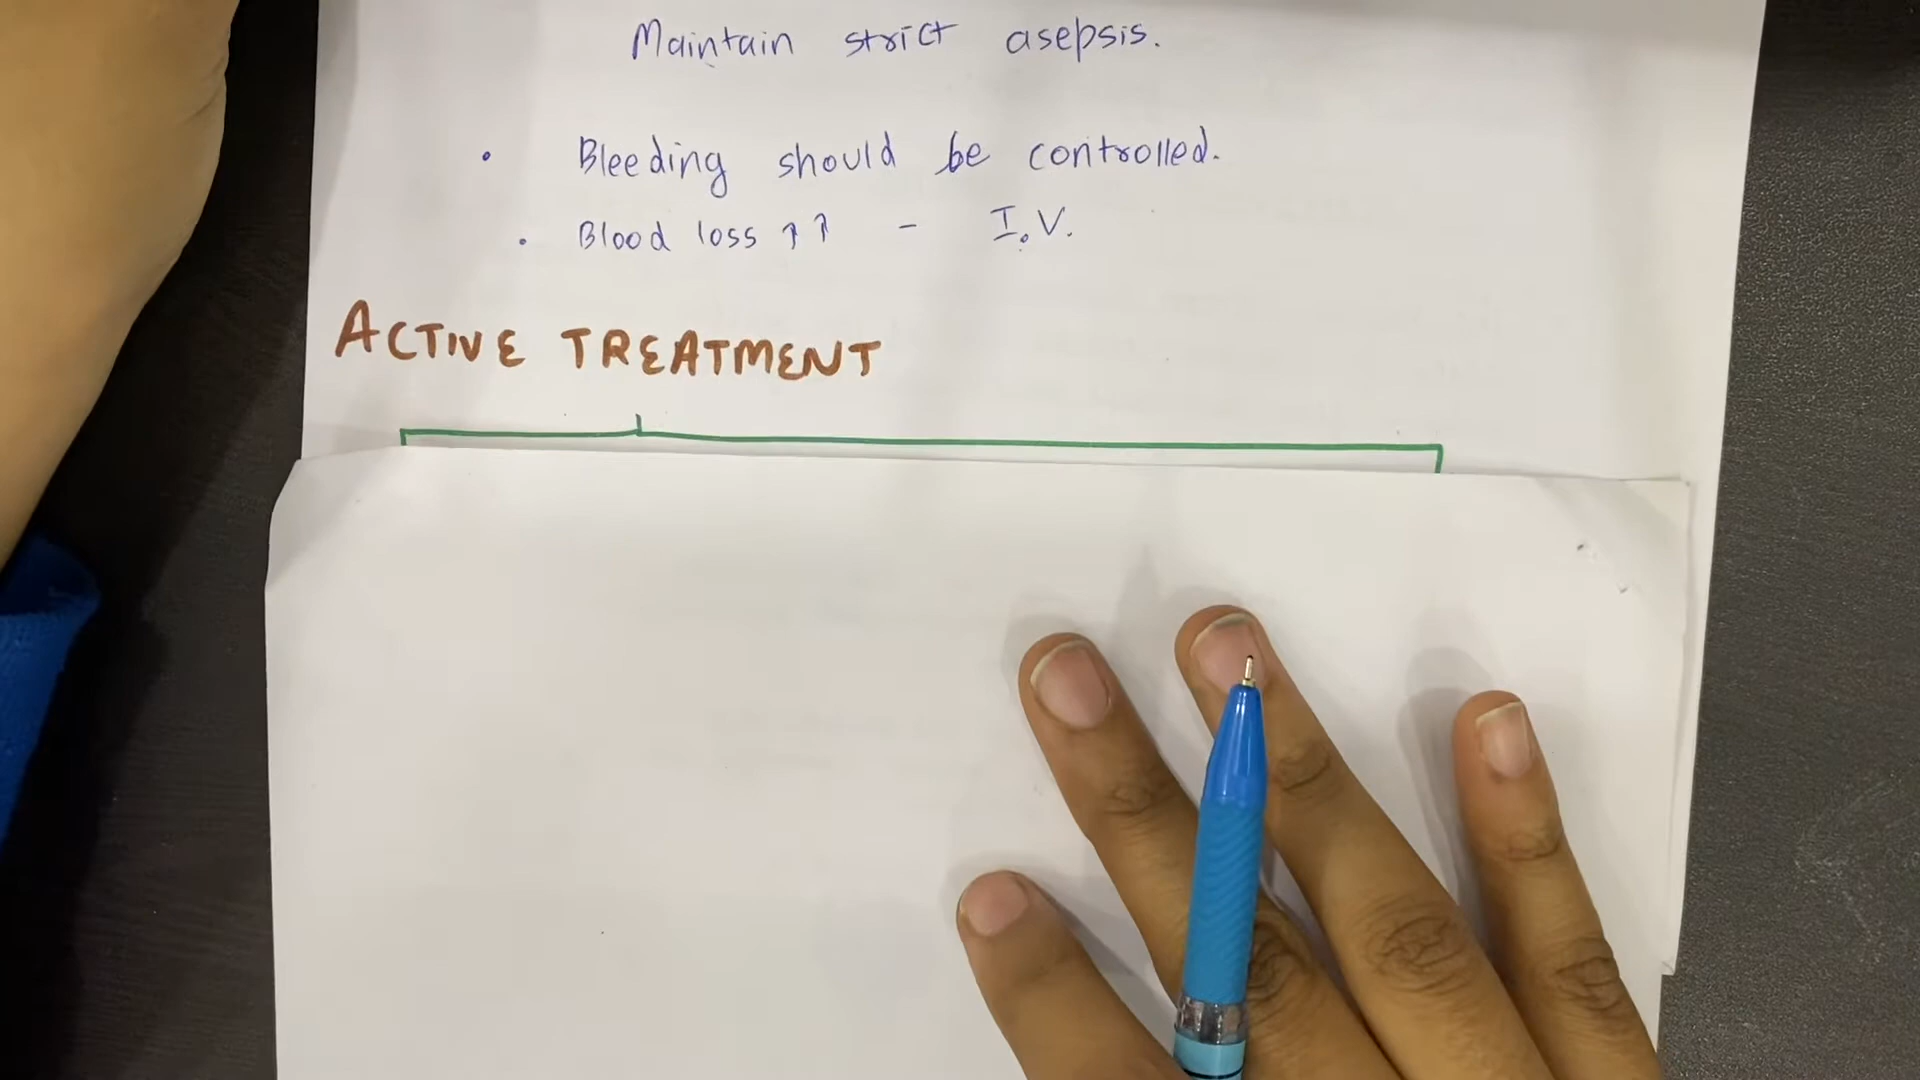 Maintain strict asepsis.
• Bleeding should be controlled.
• Blood loss ↑↑ - I.V.
ACTIVE TREATMENT